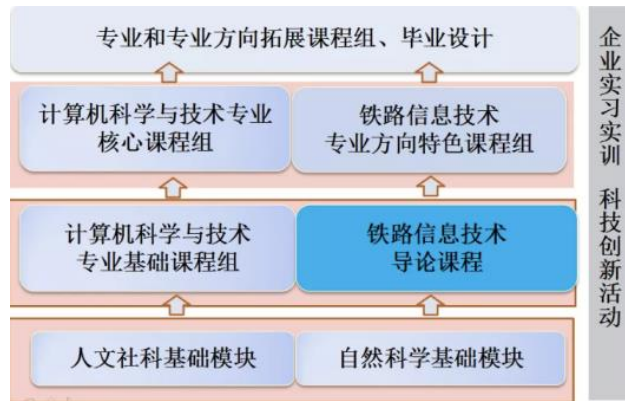 专业和专业方向拓展课程组、毕业设计
计算机科学与技术专业
核心课程组
铁路信息技术
专业方向特色课程组
计算机科学与技术
专业基础课程组
铁路信息技术
导论课程
人文社科基础模块
自然科学基础模块
企业实习实训 科技创新活动